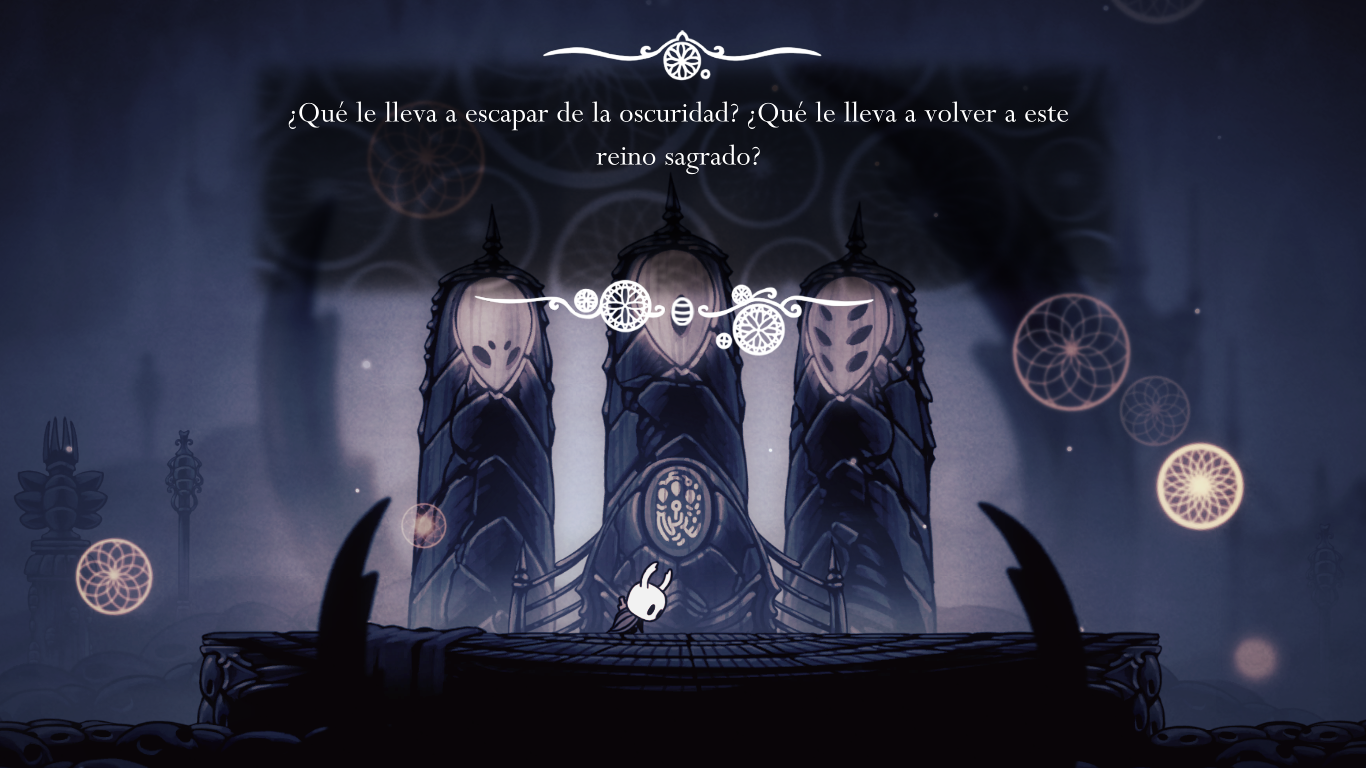 ¿Qué le lleva a escapar de la oscuridad? ¿Qué le lleva a volver a este
reino sagrado?